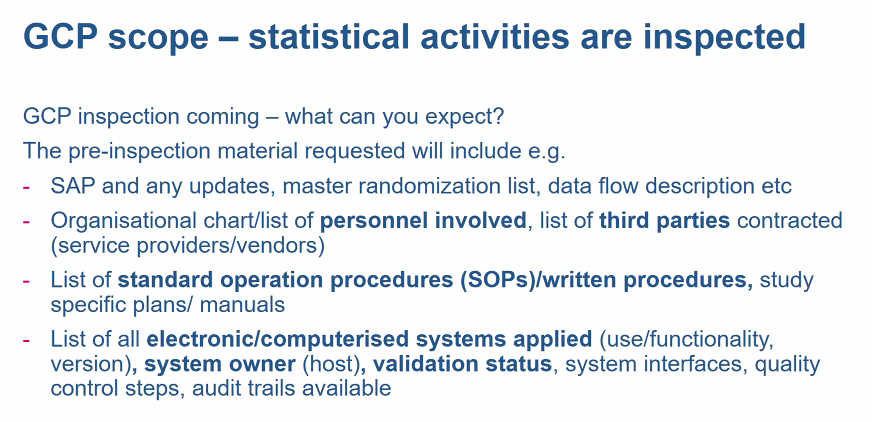 GCP scope – statistical activities are inspected
GCP inspection coming – what can you expect?
The pre-inspection material requested will include e.g.
- SAP and any updates, master randomization list, data flow description etc
- Organisational chart/list of personnel involved, list of third parties contracted
(service providers/vendors)
- List of standard operation procedures (SOPs)/written procedures, study
specific plans/ manuals
- List of all electronic/computerised systems applied (use/functionality,
version), system owner (host), validation status, system interfaces, quality
control steps, audit trails available